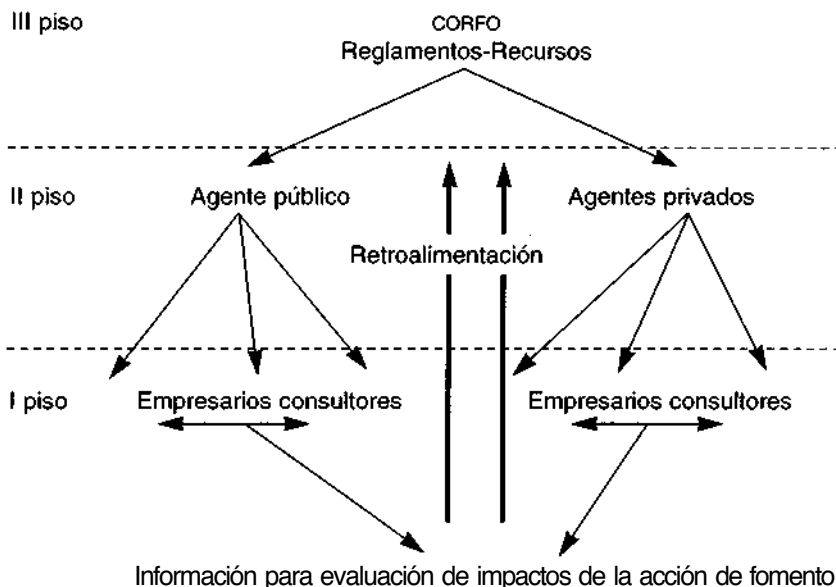 III piso
CORFO
Reglamentos-Recursos
II piso
Agente público
Agentes privados
Retroalimentación
I piso
Empresarios consultores
Empresarios consultores
Información para evaluación de impactos de la acción de fomento